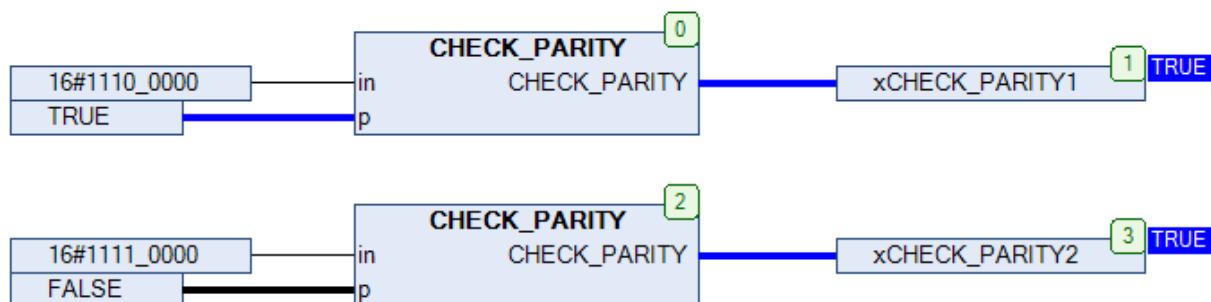 0
CHECK_PARITY
16#1110_0000 in CHECK_PARITY xCHECK_PARITY1 1 TRUE
TRUE p
2
CHECK_PARITY
16#1111_0000 in CHECK_PARITY xCHECK_PARITY2 3 TRUE
FALSE p